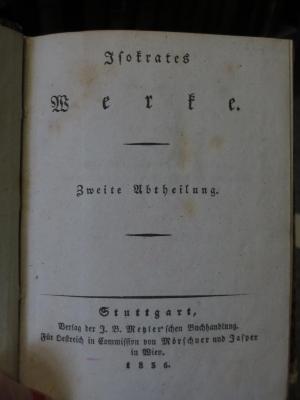 Isokrates
Werke.
Zweite Abtheilung.
Stuttgart,
Verlag der J. B. Metzler'schen Buchhandlung.
Für Oestreich in Commission von Mörschner und Jasper
in Wien.
1836.